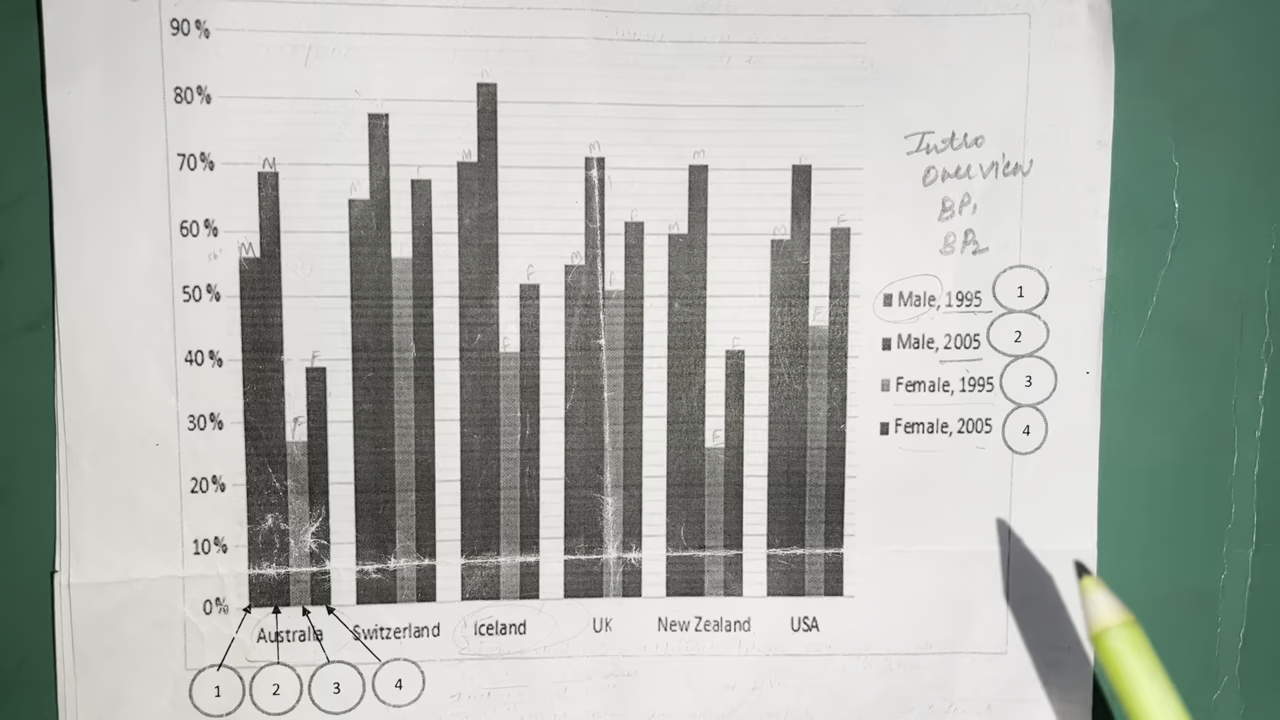 90%
80%
70%
60%
50%
40%
30%
20%
10%
0%
M N F F
M F
M M F F
M M F F
M M F F
M F F F
Australia Switzerland Iceland UK New Zealand USA
1 2 3 4
Intro
Overview
BP1
BP2
Male, 1995 1
Male, 2005 2
Female, 1995 3
Female, 2005 4